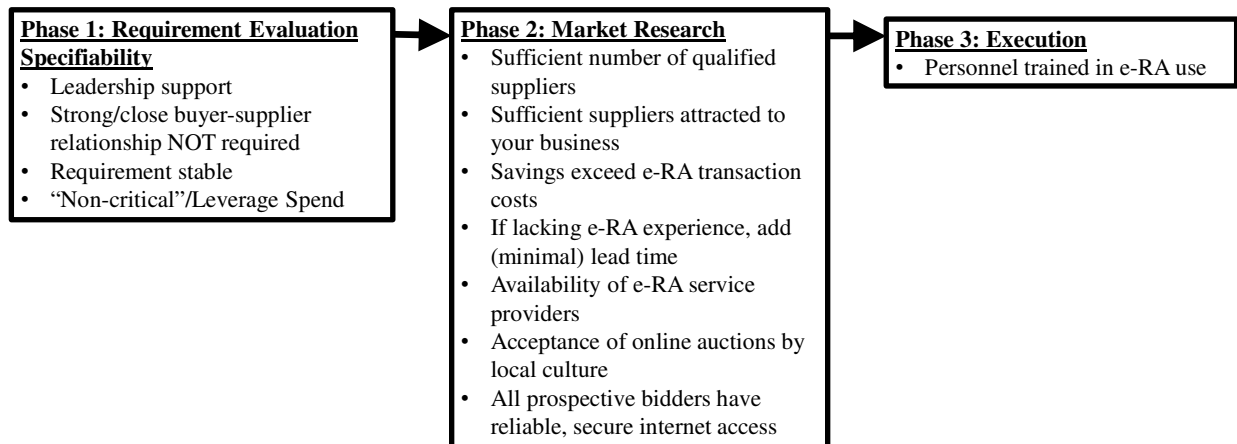 Phase 1: Requirement Evaluation
Specifiability
• Leadership support
• Strong/close buyer-supplier
relationship NOT required
• Requirement stable
• “Non-critical”/Leverage Spend
Phase 2: Market Research
• Sufficient number of qualified
suppliers
• Sufficient suppliers attracted to
your business
• Savings exceed e-RA transaction
costs
• If lacking e-RA experience, add
(minimal) lead time
• Availability of e-RA service
providers
• Acceptance of online auctions by
local culture
• All prospective bidders have
reliable, secure internet access
Phase 3: Execution
• Personnel trained in e-RA use